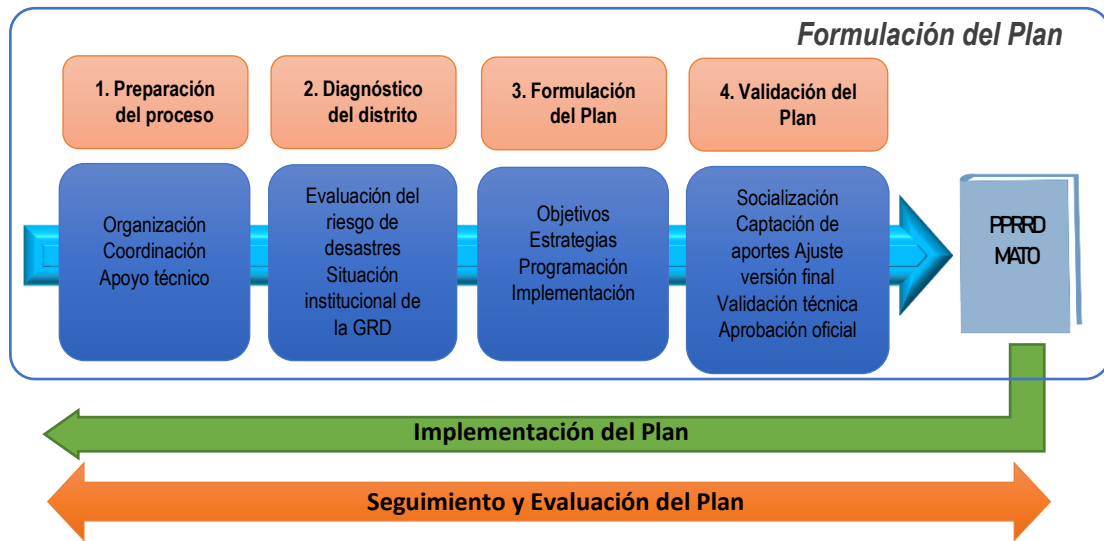 Formulación del Plan
1. Preparación
del proceso
2. Diagnóstico
del distrito
3. Formulación
del Plan
4. Validación del
Plan
Organización
Coordinación
Apoyo técnico
Evaluación del
riesgo de
desastres
Situación
institucional de
la GRD
Objetivos
Estrategias
Programación
Implementación
Socialización
Captación de
aportes Ajuste
versión final
Validación técnica
Aprobación oficial
PPRRD
MATO
Implementación del Plan
Seguimiento y Evaluación del Plan